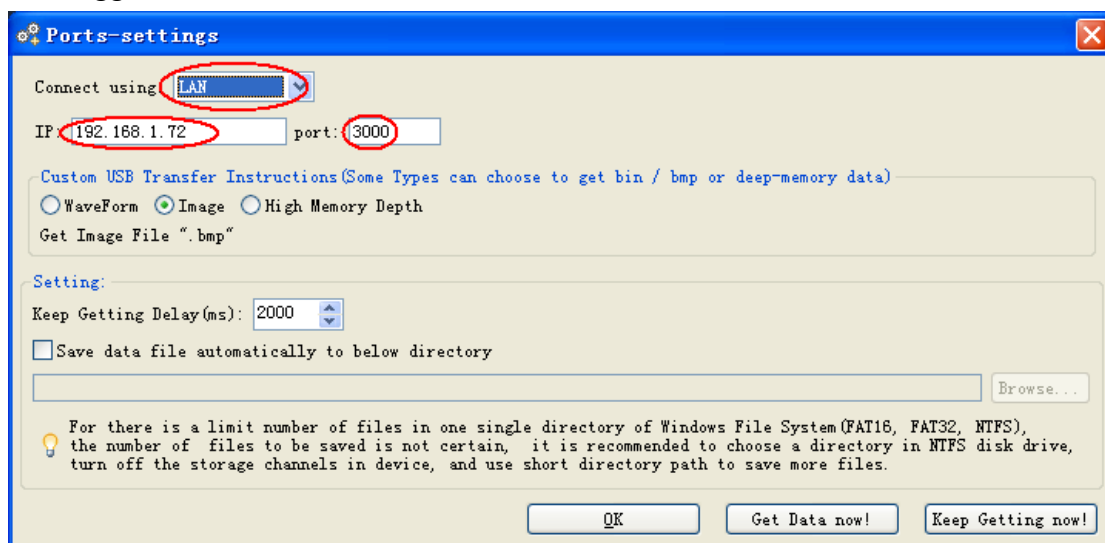 Ports-settings
Connect using: LAN
IP: 192.168.1.72 port: 3000
Custom USB Transfer Instructions(Some Types can choose to get bin / bmp or deep-memory data)
WaveForm Image High Memory Depth
Get Image File ".bmp"
Setting:
Keep Getting Delay(ms): 2000
Save data file automatically to below directory
Browse...
For there is a limit number of files in one single directory of Windows File System(FAT16, FAT32, NTFS),
the number of files to be saved is not certain, it is recommended to choose a directory in NTFS disk drive,
turn off the storage channels in device, and use short directory path to save more files.
OK Get Data now! Keep Getting now!